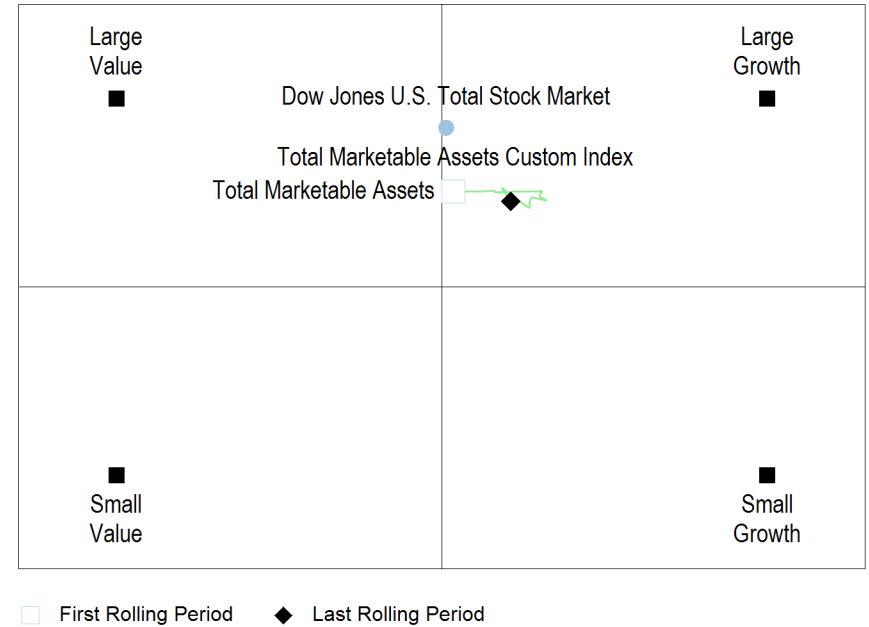 Large
Value
Large
Growth
Dow Jones U.S. Total Stock Market
Total Marketable Assets Custom Index
Total Marketable Assets
Small
Value
Small
Growth
First Rolling Period
Last Rolling Period